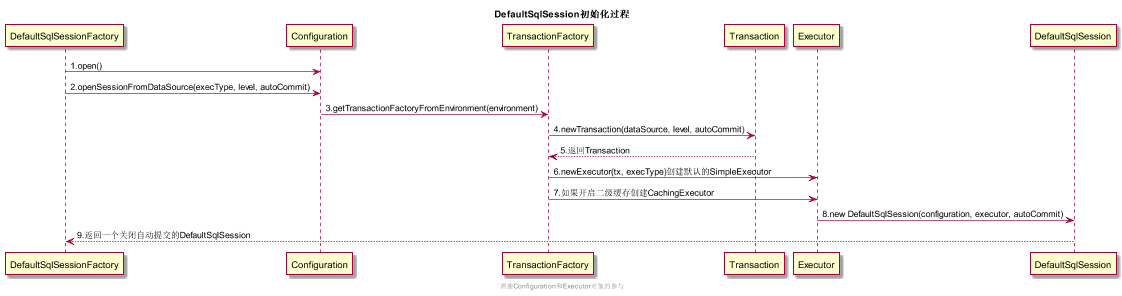 DefaultSqlSession初始化过程
DefaultSqlSessionFactory Configuration TransactionFactory Transaction Executor DefaultSqlSession
1.open()
2.openSessionFromDataSource(execType, level, autoCommit)
3.getTransactionFactoryFromEnvironment(environment)
4.newTransaction(dataSource, level, autoCommit)
5.返回Transaction
6.newExecutor(tx, execType)创建默认的SimpleExecutor
7.如果开启二级缓存创建CachingExecutor
8.new DefaultSqlSession(configuration, executor, autoCommit)
9.返回一个关闭自动提交的DefaultSqlSession
DefaultSqlSessionFactory Configuration TransactionFactory Transaction Executor DefaultSqlSession
需要Configuration和Executor对象的参与